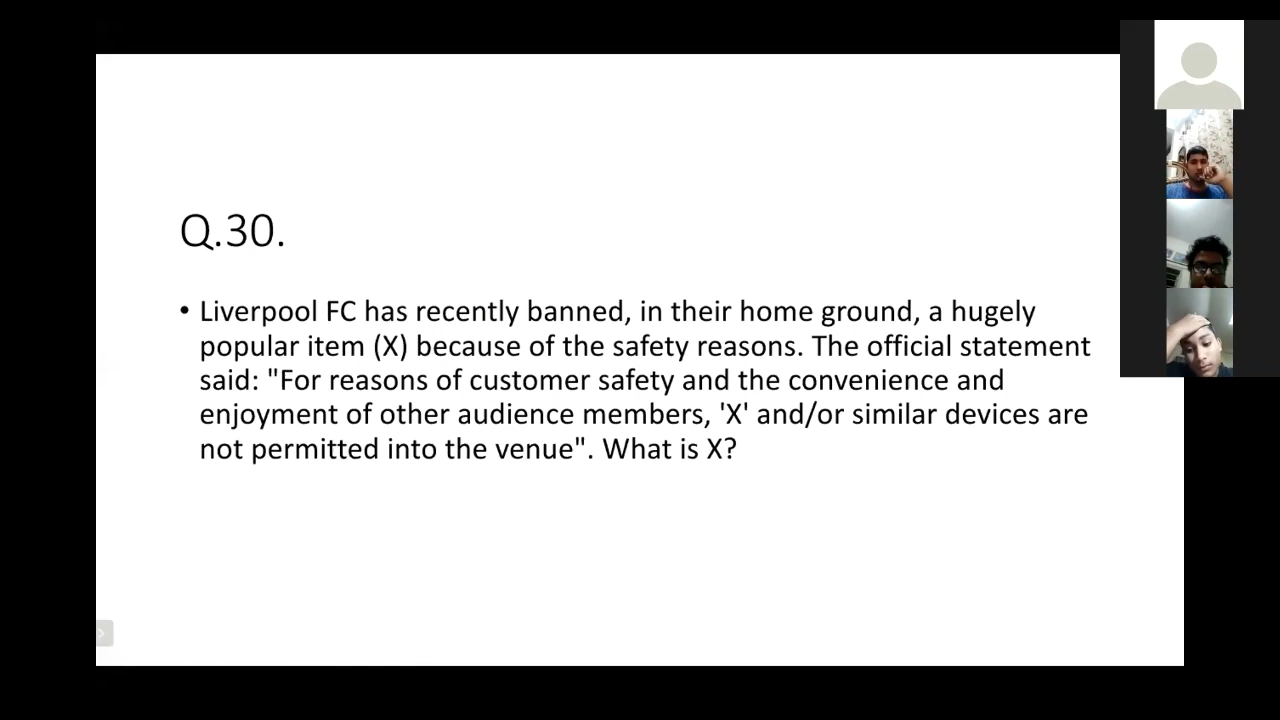 Q.30.
• Liverpool FC has recently banned, in their home ground, a hugely
popular item (X) because of the safety reasons. The official statement
said: "For reasons of customer safety and the convenience and
enjoyment of other audience members, 'X' and/or similar devices are
not permitted into the venue". What is X?